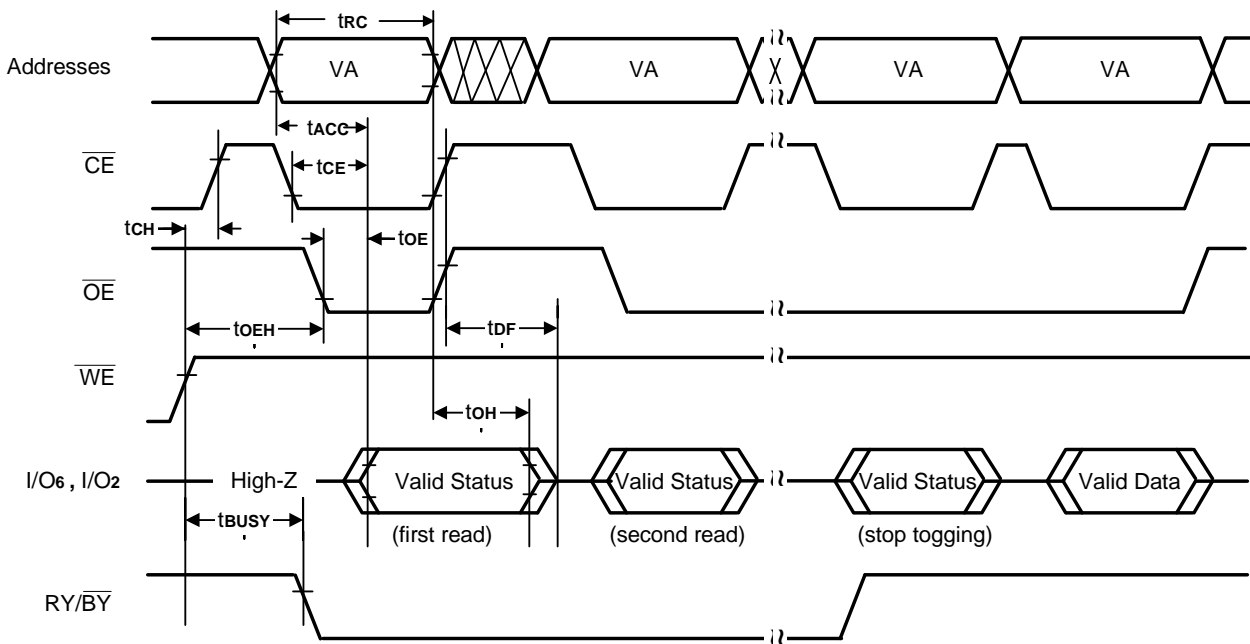 tRC
Addresses VA VA VA VA
tACC
CE tCE
tCH tOE
OE
tOEH tDF
WE
tOH
I/O6 , I/O2 High-Z Valid Status Valid Status Valid Status Valid Data
tBUSY (first read) (second read) (stop togging)
RY/BY